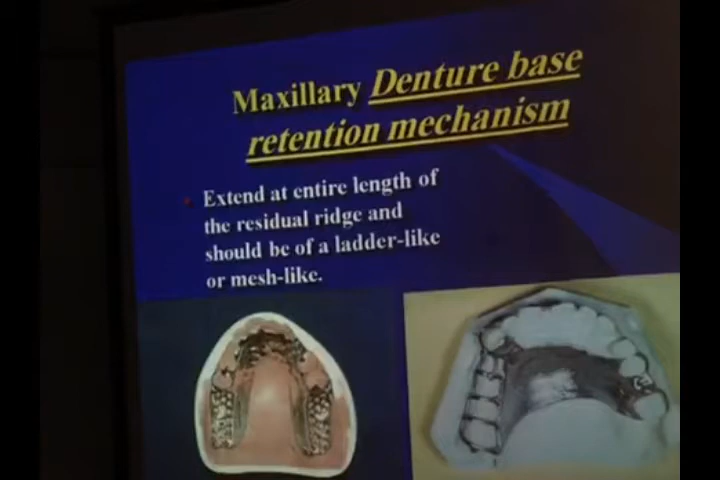 Maxillary Denture base
retention mechanism
Extend at entire length of
the residual ridge and
should be of a ladder-like
or mesh-like.